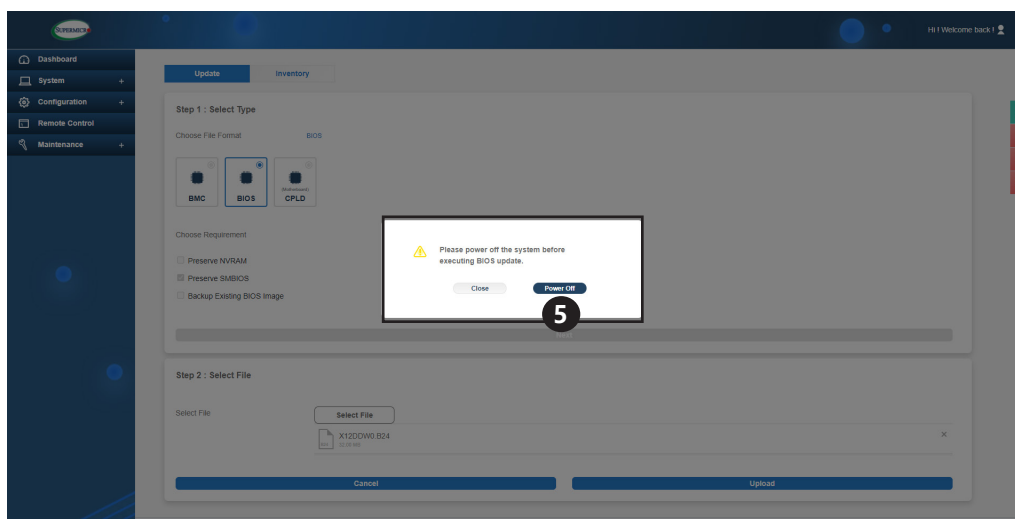 SUPERMICRO
Hi ! Welcome back !
Dashboard
System +
Configuration +
Remote Control
Maintenance +
Update Inventory
Step 1 : Select Type
Choose File Format BIOS
BMC
BIOS
(Motherboard)
CPLD
Choose Requirement
Preserve NVRAM
Preserve SMBIOS
Backup Existing BIOS Image
Please power off the system before
executing BIOS update.
Close Power Off
5
Step 2 : Select File
Select File Select File
X12DDW0.B24
Cancel Upload